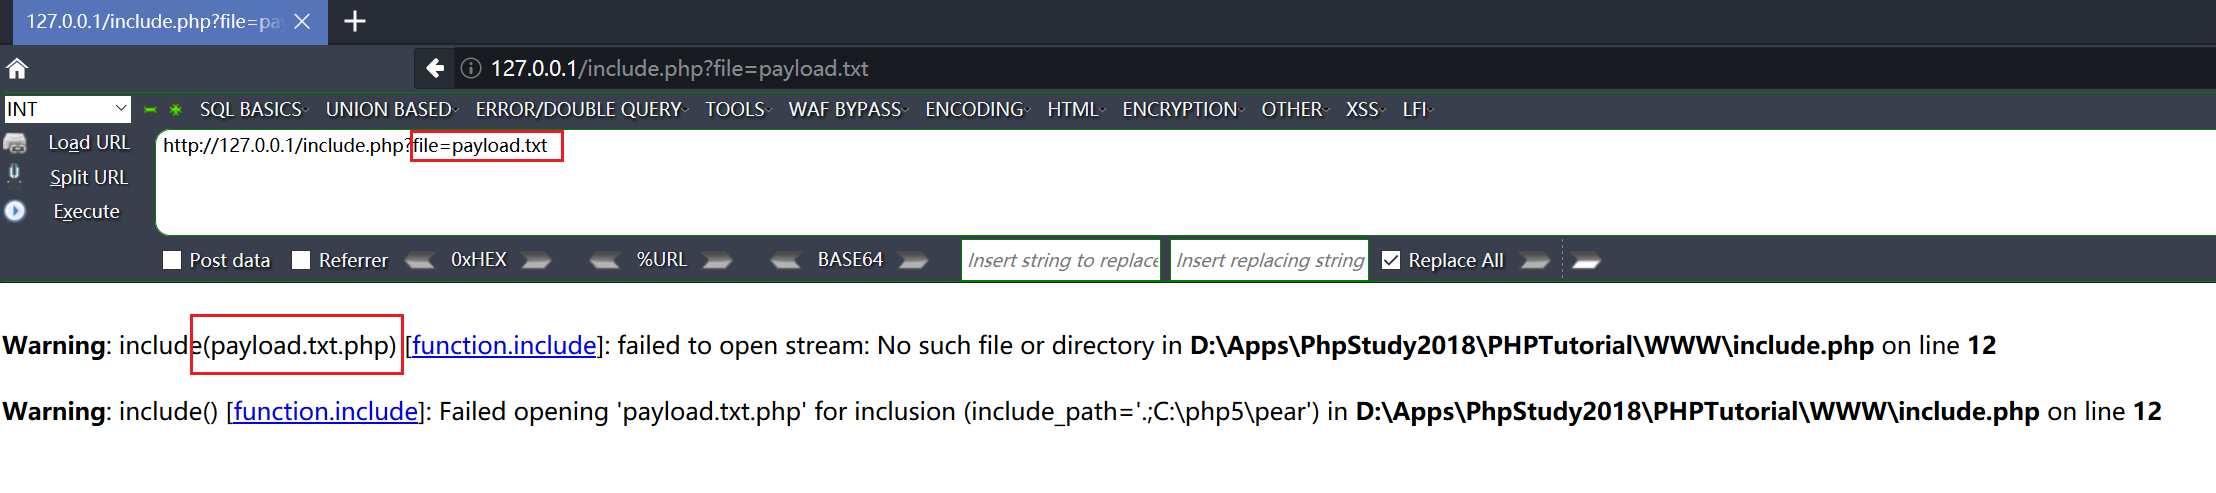 127.0.0.1/include.php?file=pa
127.0.0.1/include.php?file=payload.txt
INT SQL BASICS UNION BASED ERROR/DOUBLE QUERY TOOLS WAF BYPASS ENCODING HTML ENCRYPTION OTHER XSS LFI
Load URL http://127.0.0.1/include.php?file=payload.txt
Split URL
Execute
Post data Referrer 0xHEX %URL BASE64 Insert string to replace Insert replacing string Replace All
Warning: include(payload.txt.php) [function.include]: failed to open stream: No such file or directory in D:\Apps\PhpStudy2018\PHPTutorial\WWW\include.php on line 12
Warning: include() [function.include]: Failed opening 'payload.txt.php' for inclusion (include_path='.;C:\php5\pear') in D:\Apps\PhpStudy2018\PHPTutorial\WWW\include.php on line 12